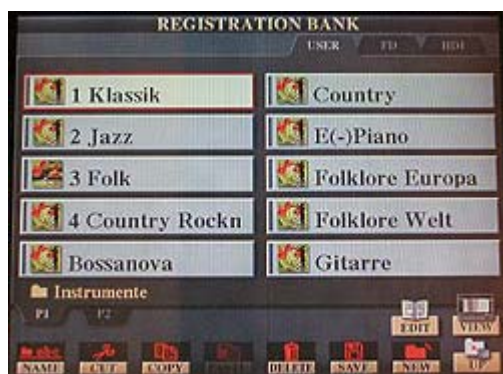 REGISTRATION BANK
USER FD HD1
1 Klassik
2 Jazz
3 Folk
4 Country Rockn
Bossanova
Country
E(-)Piano
Folklore Europa
Folklore Welt
Gitarre
Instrumente
P1 P2
EDIT VIEW
NAME CUT COPY DELETE SAVE NEW UP